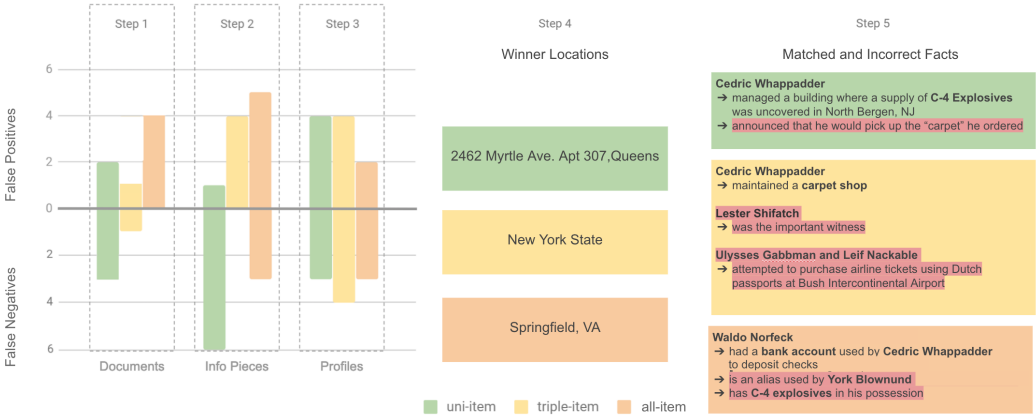 Step 1
Step 2
Step 3
Step 4
Step 5
Winner Locations
Matched and Incorrect Facts
False Positives
False Negatives
6
4
2
0
2
4
6
Documents
Info Pieces
Profiles
2462 Myrtle Ave. Apt 307,Queens
New York State
Springfield, VA
Cedric Whappadder
➔ managed a building where a supply of C-4 Explosives
was uncovered in North Bergen, NJ
➔ announced that he would pick up the “carpet” he ordered
Cedric Whappadder
➔ maintained a carpet shop
Lester Shifatch
➔ was the important witness
Ulysses Gabbman and Leif Nackable
➔ attempted to purchase airline tickets using Dutch
passports at Bush Intercontinental Airport
Waldo Norfeck
➔ had a bank account used by Cedric Whappadder
to deposit checks
➔ is an alias used by York Blownund
➔ has C-4 explosives in his possession
uni-item
triple-item
all-item